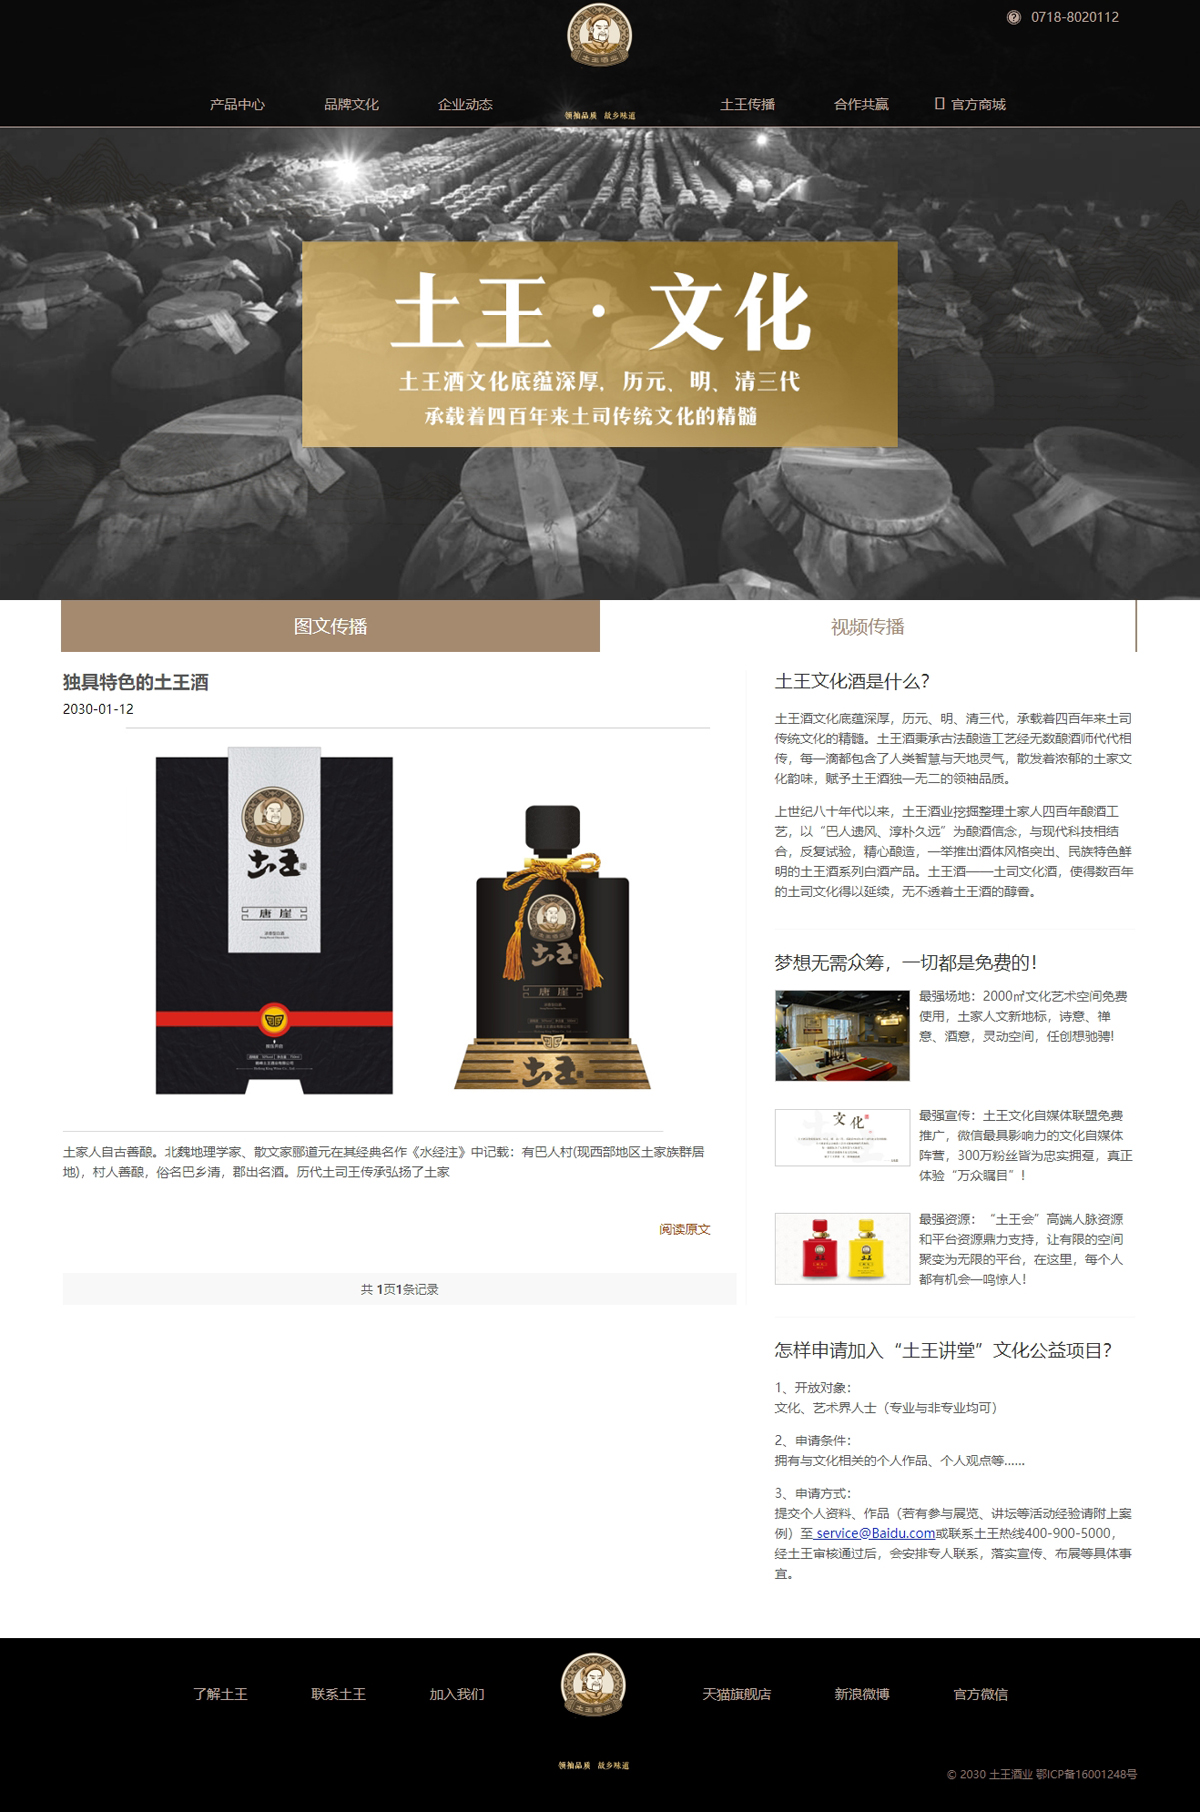 0718-8020112
土王酒业
产品中心
品牌文化
企业动态
领袖品质 故乡味道
土王传播
合作共赢
官方商城
土王·文化
土王酒文化底蕴深厚,历元、明、清三代
承载着四百年来土司传统文化的精髓
图文传播
视频传播
独具特色的土王酒
2030-01-12
土王酒业
土王
唐崖
土王
唐崖
土王
土家人自古善酿。北魏地理学家、散文家郦道元在其经典名作《水经注》中记载：有巴人村(现西部地区土家族群居
地)，村人善酿，俗名巴乡清，郡出名酒。历代土司王传承弘扬了土家
阅读原文
共 1页1条记录
土王文化酒是什么？
土王酒文化底蕴深厚，历元、明、清三代，承载着四百年来土司
传统文化的精髓。土王酒秉承古法酿造工艺经无数酿酒师代代相
传，每一滴都包含了人类智慧与天地灵气，散发着浓郁的土家文
化韵味，赋予土王酒独一无二的领袖品质。
上世纪八十年代以来，土王酒业挖掘整理土家人四百年酿酒工
艺，以“巴人遗风、淳朴久远”为酿酒信念，与现代科技相结
合，反复试验，精心酿造，一举推出酒体风格突出、民族特色鲜
明的土王酒系列白酒产品。土王酒——土司文化酒，使得数百年
的土司文化得以延续，无不透着土王酒的醇香。
梦想无需众筹，一切都是免费的！
最强场地：2000㎡文化艺术空间免费
使用，土家人文新地标，诗意、禅
意、酒意，灵动空间，任创想驰骋!
文化
最强宣传：土王文化自媒体联盟免费
推广，微信最具影响力的文化自媒体
阵营，300万粉丝皆为忠实拥趸，真正
体验“万众瞩目”！
最强资源：“土王会”高端人脉资源
和平台资源鼎力支持，让有限的空间
聚变为无限的平台，在这里，每个人
都有机会一鸣惊人！
怎样申请加入“土王讲堂”文化公益项目？
1、开放对象：
文化、艺术界人士（专业与非专业均可）
2、申请条件：
拥有与文化相关的个人作品、个人观点等......
3、申请方式：
提交个人资料、作品（若有参与展览、讲坛等活动经验请附上案
例）至 service@Baidu.com或联系土王热线400-900-5000，
经土王审核通过后，会安排专人联系，落实宣传、布展等具体事
宜。
了解土王
联系土王
加入我们
土王酒业
天猫旗舰店
新浪微博
官方微信
领袖品质 故乡味道
© 2030 土王酒业 鄂ICP备16001248号